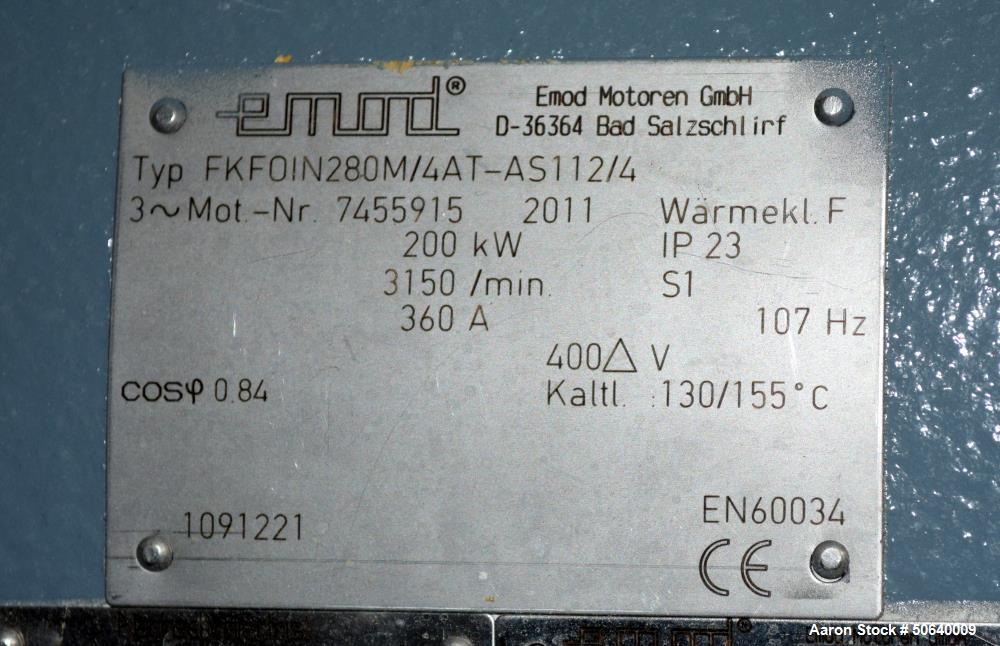 emod® Emod Motoren GmbH
D-36364 Bad Salzschlirf
Typ FKFOIN280M/4AT-AS112/4
3~Mot.-Nr. 7455915 2011 Wärmekl. F
200 kW IP 23
3150 /min. S1
360 A 107 Hz
400△ V
cosφ 0.84 Kaltl. :130/155°C
1091221 EN60034
CE
Aaron Stock # 50640009